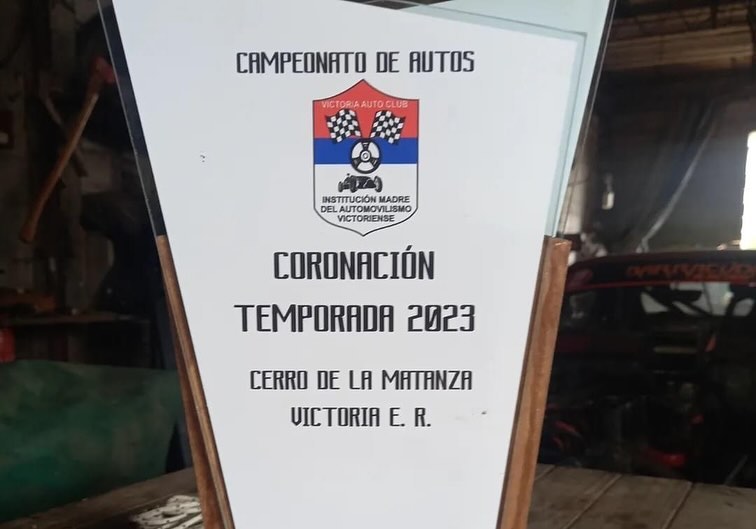 CAMPEONATO DE AUTOS
VICTORIA AUTO CLUB
INSTITUCIÓN MADRE
DEL AUTOMOVILISMO
VICTORIENSE
CORONACIÓN
TEMPORADA 2023
CERRO DE LA MATANZA
VICTORIA E. R.